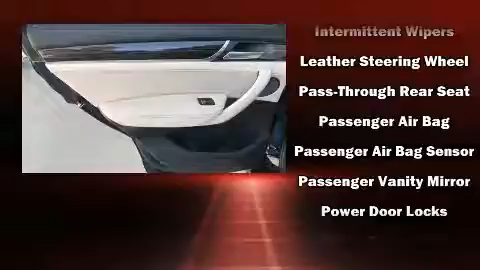 Intermittent Wipers
Leather Steering Wheel
Pass-Through Rear Seat
Passenger Air Bag
Passenger Air Bag Sensor
Passenger Vanity Mirror
Power Door Locks